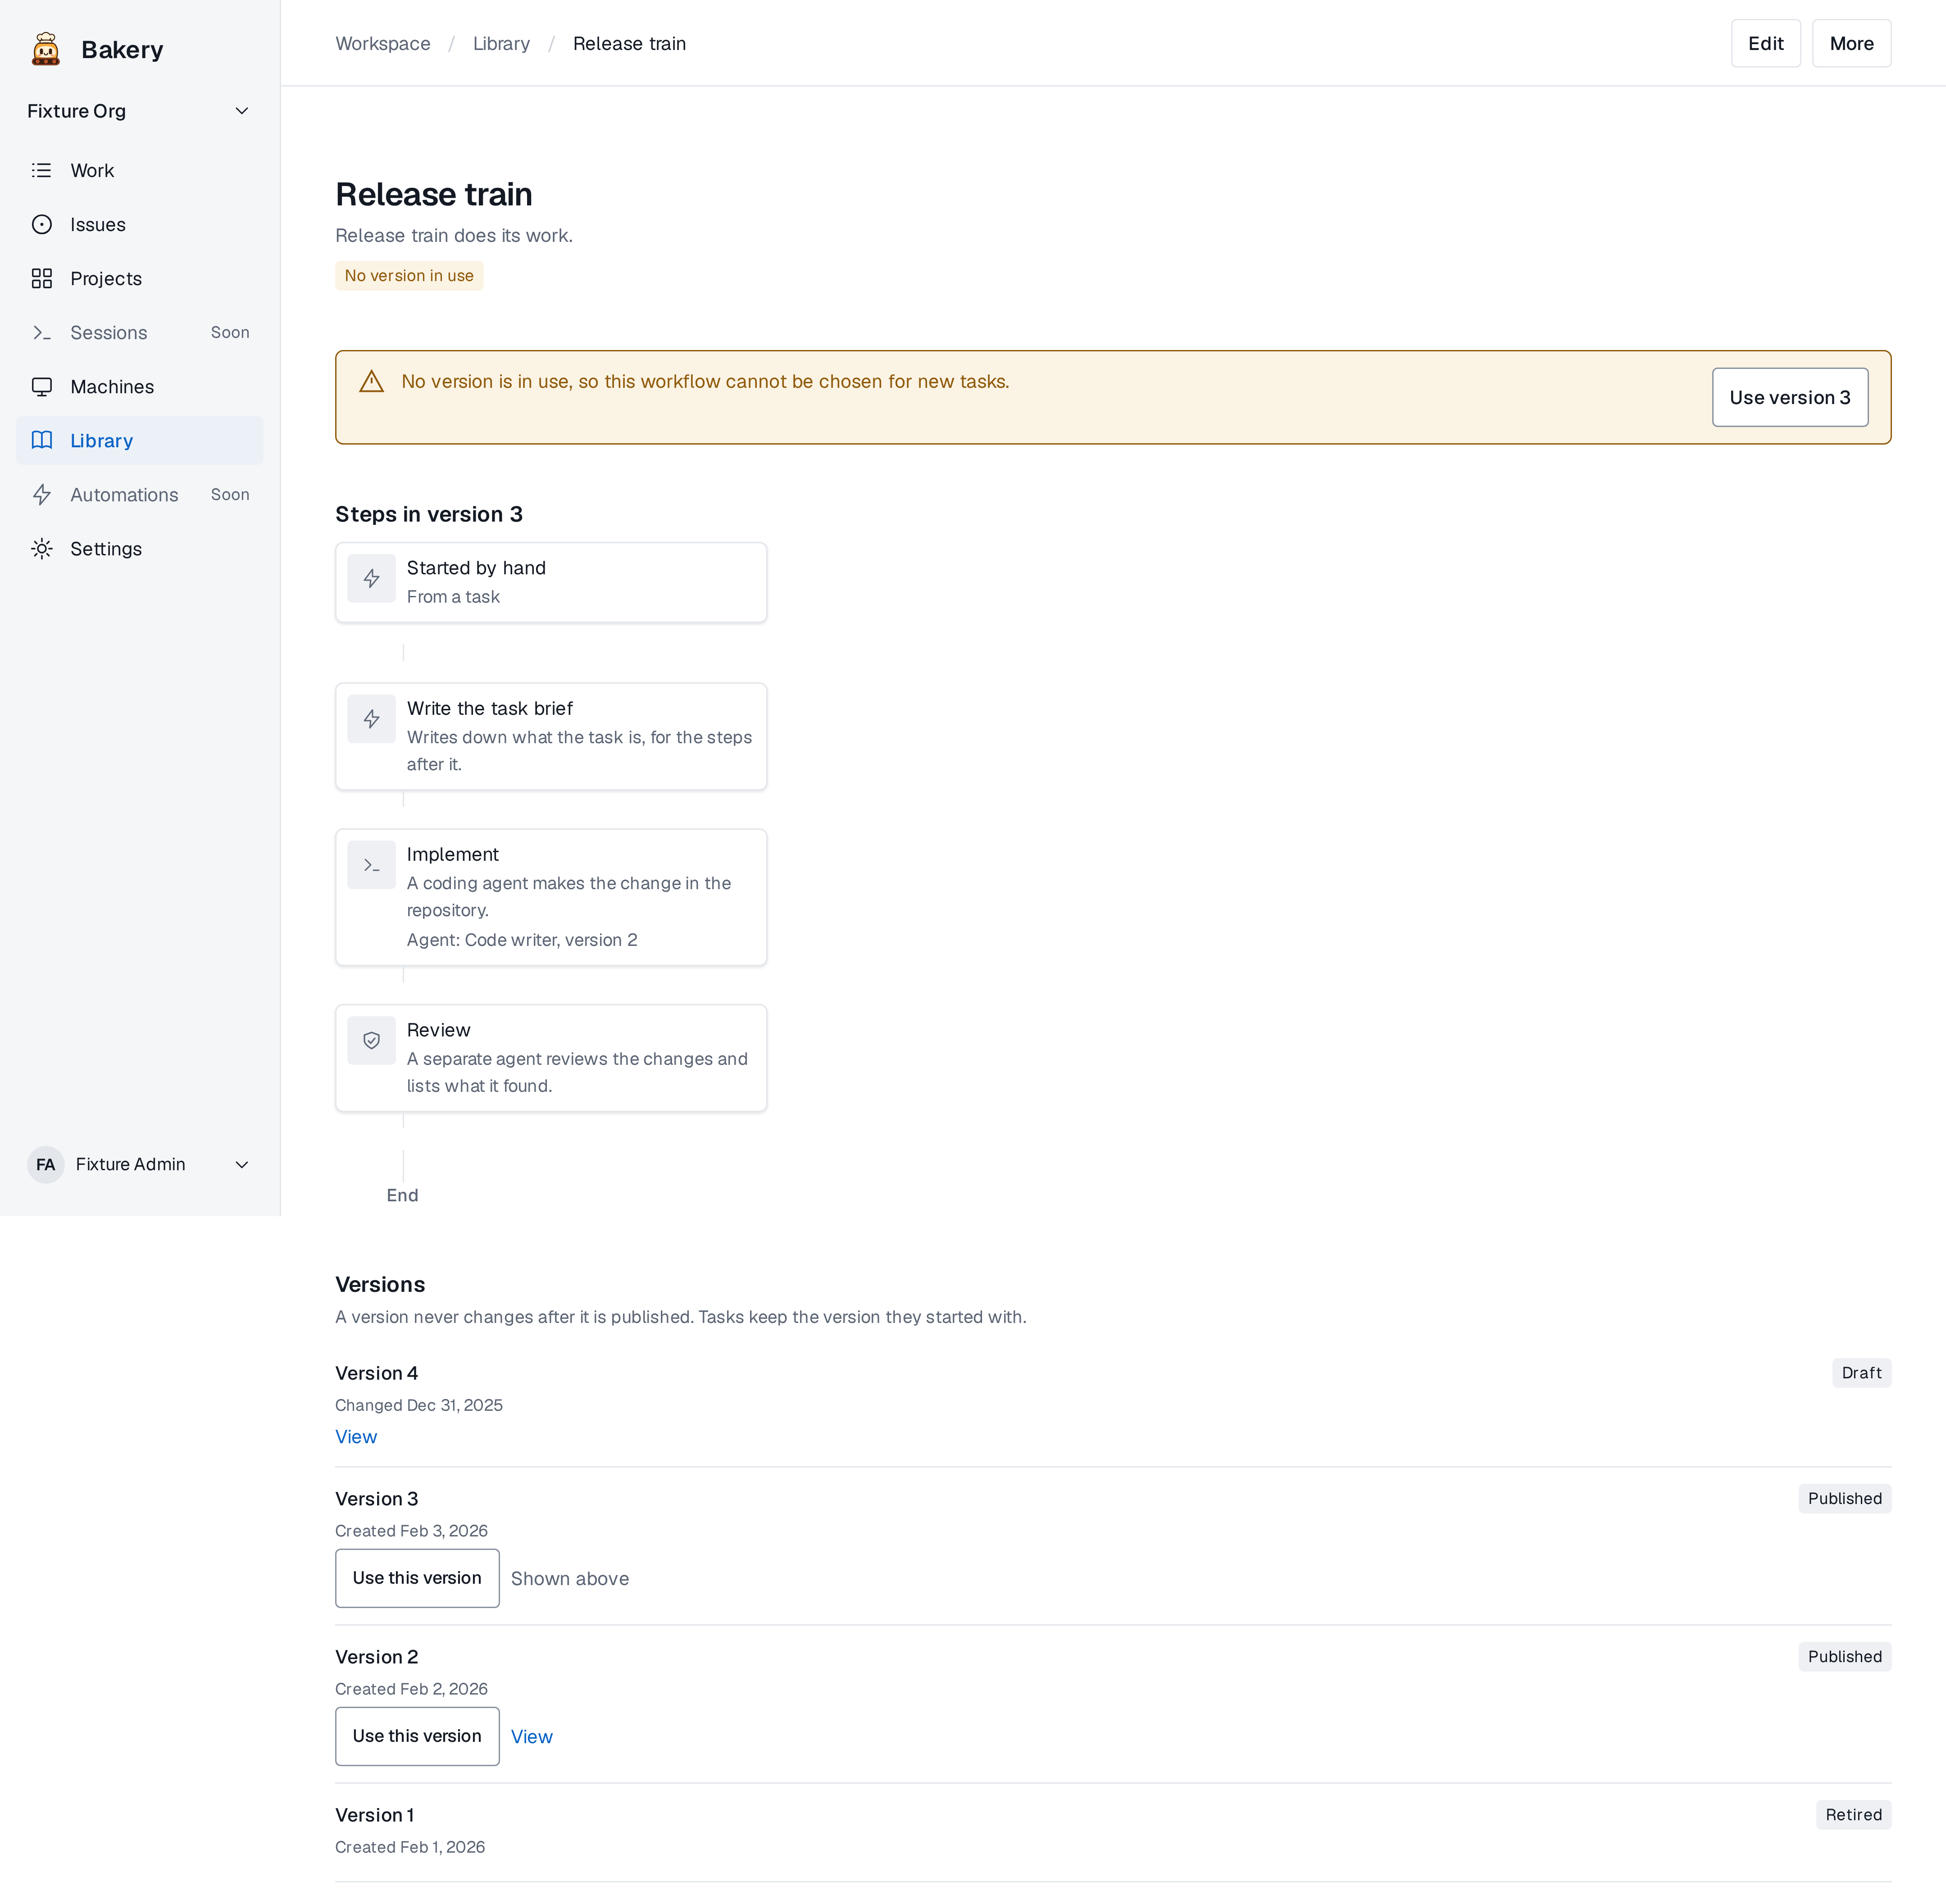 Bakery
Fixture Org
Work
Issues
Projects
Sessions Soon
Machines
Library
Automations Soon
Settings
FA Fixture Admin
Workspace / Library / Release train
Edit More
Release train
Release train does its work.
No version in use
No version is in use, so this workflow cannot be chosen for new tasks.
Use version 3
Steps in version 3
Started by hand
From a task
Write the task brief
Writes down what the task is, for the steps
after it.
Implement
A coding agent makes the change in the
repository.
Agent: Code writer, version 2
Review
A separate agent reviews the changes and
lists what it found.
End
Versions
A version never changes after it is published. Tasks keep the version they started with.
Version 4 Draft
Changed Dec 31, 2025
View
Version 3 Published
Created Feb 3, 2026
Use this version Shown above
Version 2 Published
Created Feb 2, 2026
Use this version View
Version 1 Retired
Created Feb 1, 2026